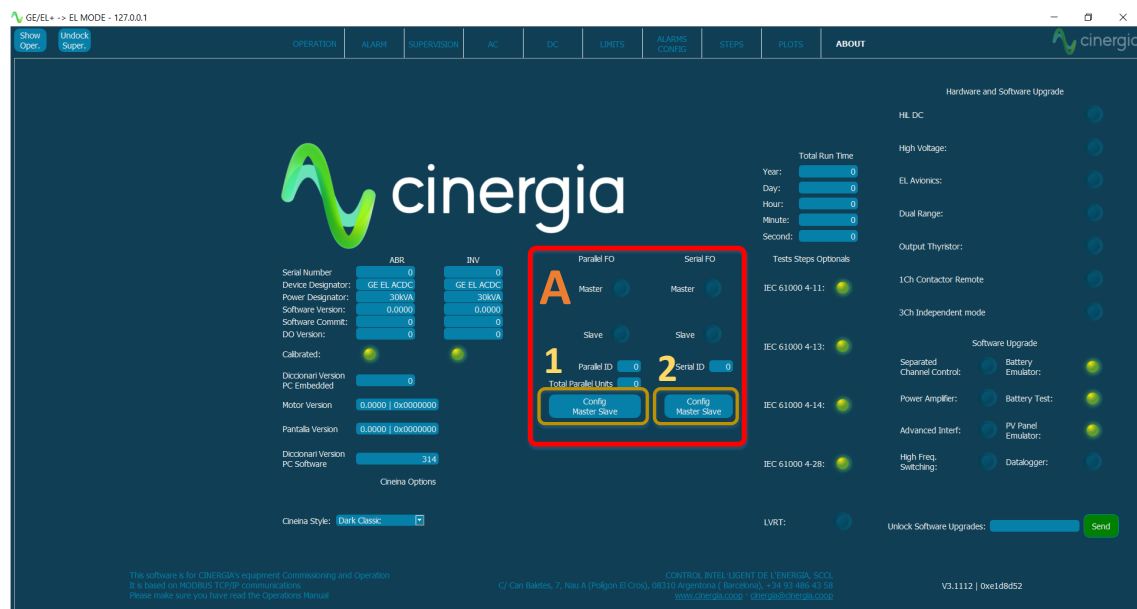 GE/EL+ -> EL MODE - 127.0.0.1
Show Oper.
Undock Super.
OPERATION ALARM SUPERVISION AC DC LIMITS ALARMS CONFIG STEPS PLOTS ABOUT
cinergia
Hardware and Software Upgrade
HiL DC
High Voltage:
EL Avionics:
Dual Range:
Output Thyristor:
1Ch Contactor Remote
3Ch Independent mode
cinergia
Total Run Time
Year: 0
Day: 0
Hour: 0
Minute: 0
Second: 0
ABR INV
Serial Number 0 0
Device Designator: GE EL ACDC GE EL ACDC
Power Designator: 30kVA 30kVA
Software Version: 0.0000 0.0000
Software Commit: 0 0
DO Version: 0 0
Calibrated:
Diccionari Version PC Embedded 0
Motor Version 0.0000 | 0x0000000
Pantalla Version 0.0000 | 0x0000000
Diccionari Version PC Software 314
Cineina Options
Cineina Style: Dark Classic
A
Parallel FO Serial FO
Master Master
Slave Slave
1
Parallel ID 0
2
Serial ID 0
Total Parallel Units 0
Config Master Slave
Config Master Slave
Tests Steps Optionals
IEC 61000 4-11:
IEC 61000 4-13:
IEC 61000 4-14:
IEC 61000 4-28:
LVRT:
Software Upgrade
Separated Channel Control:
Battery Emulator:
Power Amplifier:
Battery Test:
Advanced Interf:
PV Panel Emulator:
High Freq. Switching:
Datalogger:
Unlock Software Upgrades:
Send
This software is for CINERGIA's equipment Commissioning and Operation
It is based on MODBUS TCP/IP communications
Please make sure you have read the Operations Manual
CONTROL INTEL·LIGENT DE L'ENERGIA, SCCL
C/ Can Baletes, 7, Nau A (Polígon El Cros), 08310 Argentona ( Barcelona), +34 93 486 43 58
www.cinergia.coop - cinergia@cinergia.coop
V3.1112 | 0xe1d8d52